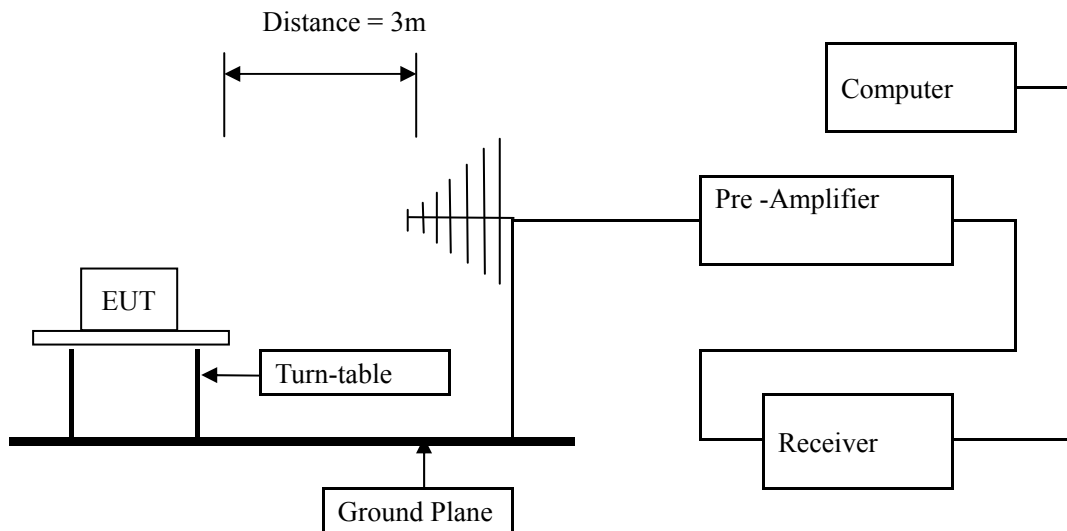 Distance = 3m
Computer
Pre -Amplifier
EUT
Turn-table
Receiver
Ground Plane